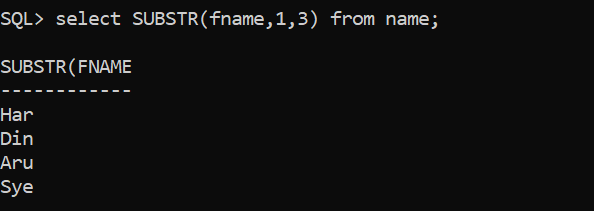 SQL> select SUBSTR(fname,1,3) from name;
SUBSTR(FNAME
------------
Har
Din
Aru
Sye